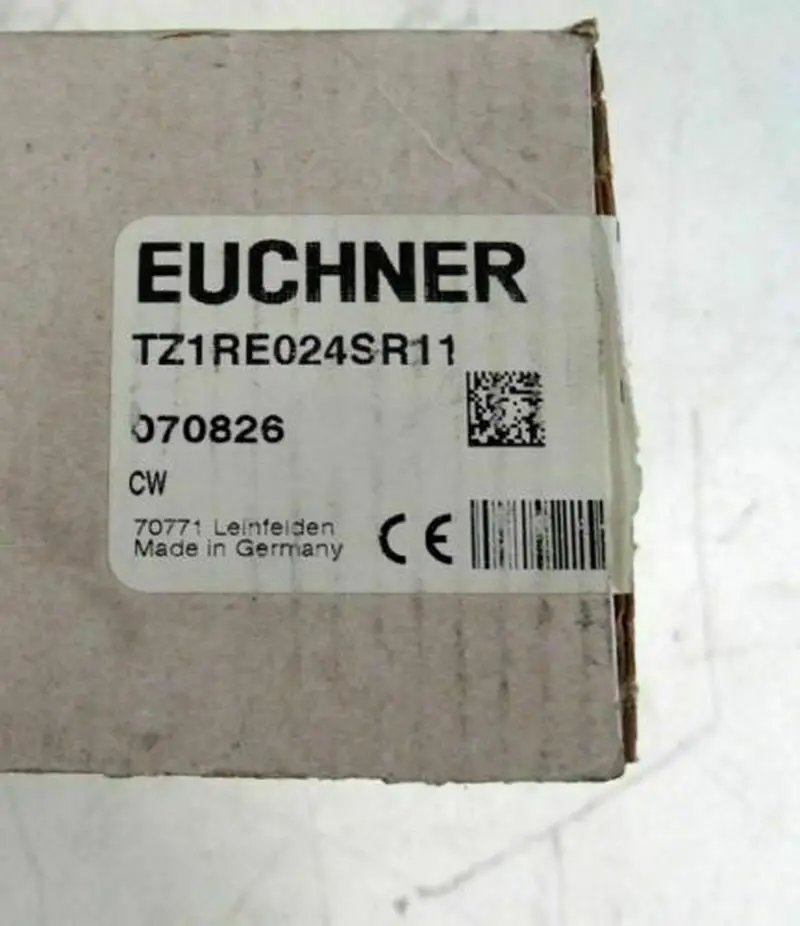 EUCHNER
TZ1RE024SR11
070826
CW
70771 Leinfelden
Made in Germany
CE